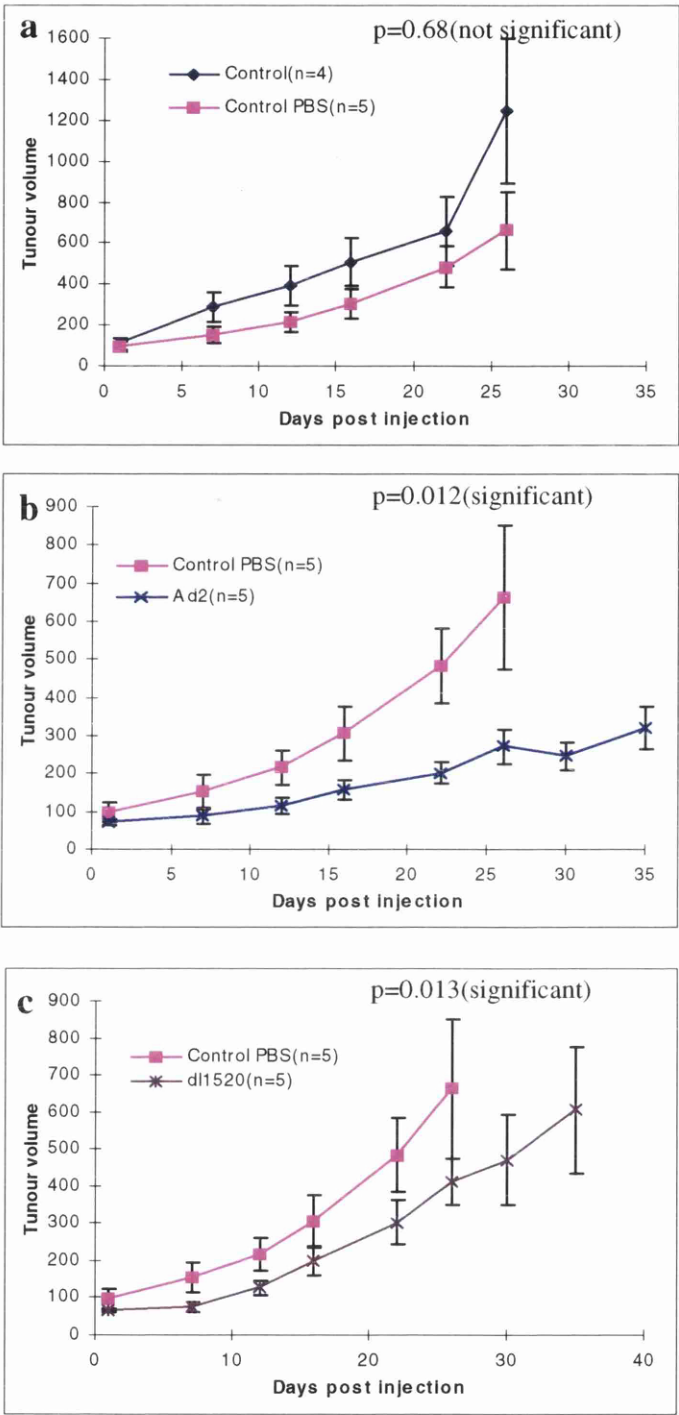 a
p=0.68(not significant)
1600
1400
1200
1000
800
600
400
200
0
Tunour volume
Control(n=4)
Control PBS(n=5)
0 5 10 15 20 25 30 35
Days post injection
b
p=0.012(significant)
900
800
700
600
500
400
300
200
100
0
Tunour volume
Control PBS(n=5)
Ad2(n=5)
0 5 10 15 20 25 30 35
Days post injection
c
p=0.013(significant)
900
800
700
600
500
400
300
200
100
0
Tunour volume
Control PBS(n=5)
dl1520(n=5)
0 10 20 30 40
Days post injection